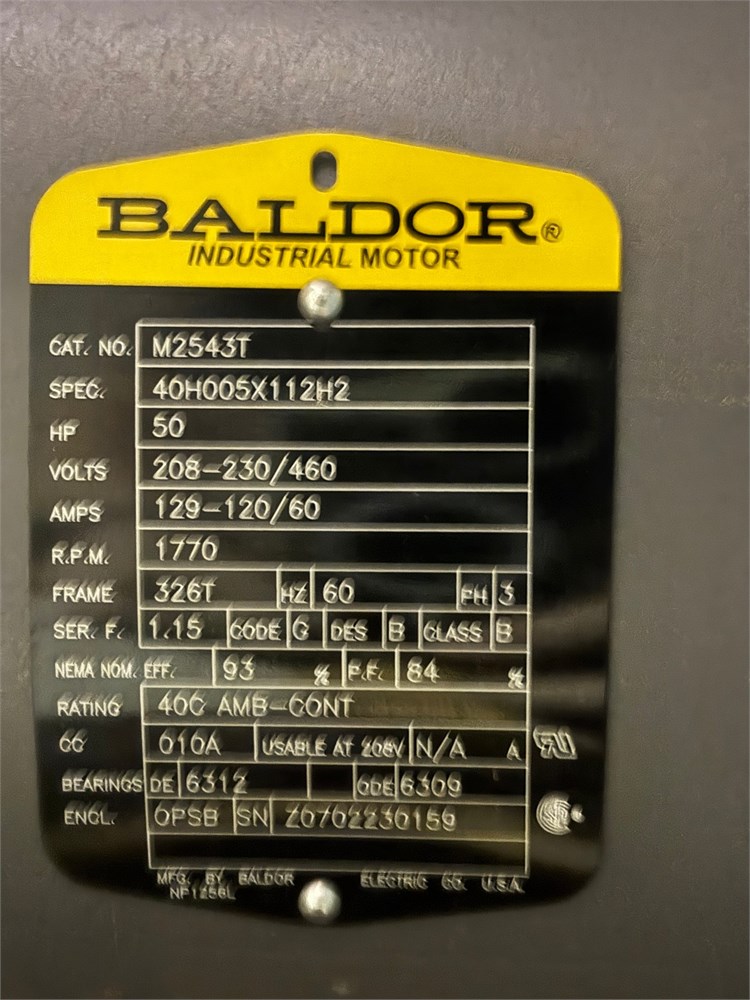 BALDOR®
INDUSTRIAL MOTOR
CAT. NO. M2543T
SPEC. 40H005X112H2
HP 50
VOLTS 208-230/460
AMPS 129-120/60
R.P.M. 1770
FRAME 326T HZ 60 PH 3
SER. F. 1.15 CODE G DES B CLASS B
NEMA NOM. EFF. 93 % P.F. 84 %
RATING 40C AMB-CONT
CC 010A USABLE AT 208V N/A A
BEARINGS DE 6312 ODE 6309
ENCL. OPSB SN Z0702230159
MFG. BY BALDOR ELECTRIC CO. U.S.A.
NP1256L